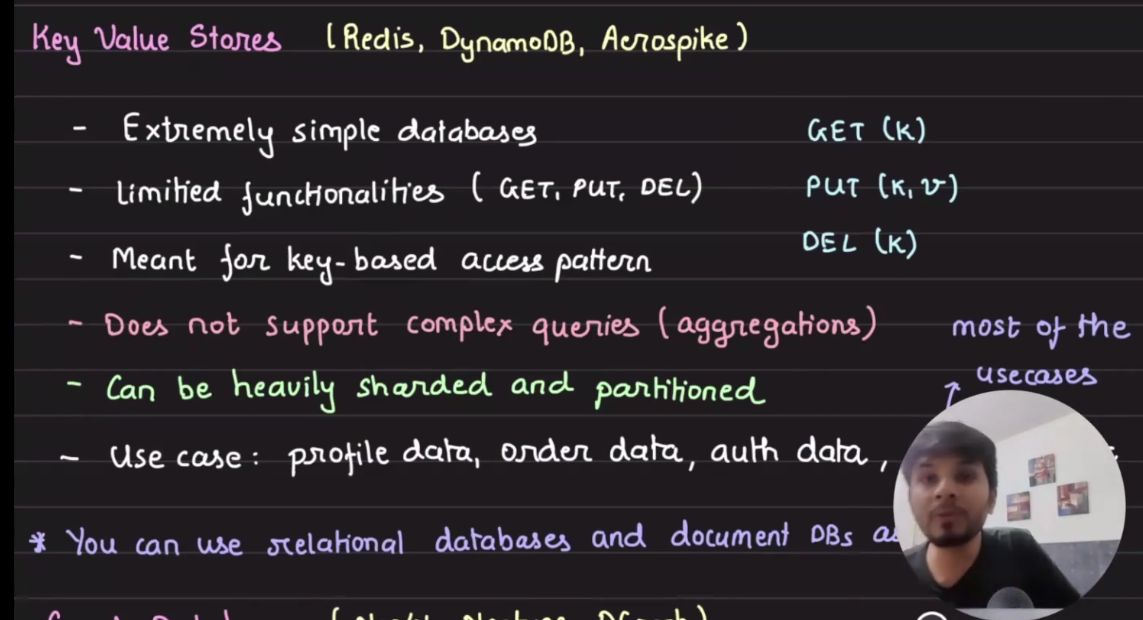 Key Value Stores (Redis, DynamoDB, Aerospike)
- Extremely simple databases GET (K)
- Limited functionalities ( GET, PUT, DEL) PUT (K, v)
- Meant for key-based access pattern DEL (K)
- Does not support complex queries (aggregations) most of the
- Can be heavily sharded and partitioned usecases
- Use case: profile data, order data, auth data,
* You can use relational databases and document DBs